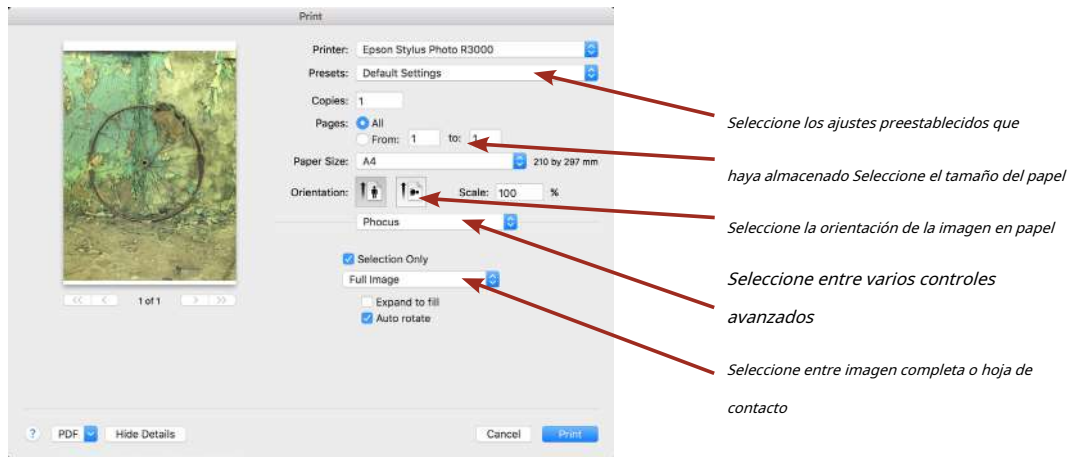 Print
Printer: Epson Stylus Photo R3000
Presets: Default Settings
Copies: 1
Pages: All
From: 1 to: 1
Paper Size: A4 210 by 297 mm
Orientation: Scale: 100 %
Phocus
Selection Only
Full Image
Expand to fill
Auto rotate
<< < 1 of 1 > >>
? PDF Hide Details Cancel Print
Seleccione los ajustes preestablecidos que
haya almacenado Seleccione el tamaño del papel
Seleccione la orientación de la imagen en papel
Seleccione entre varios controles
avanzados
Seleccione entre imagen completa o hoja de
contacto